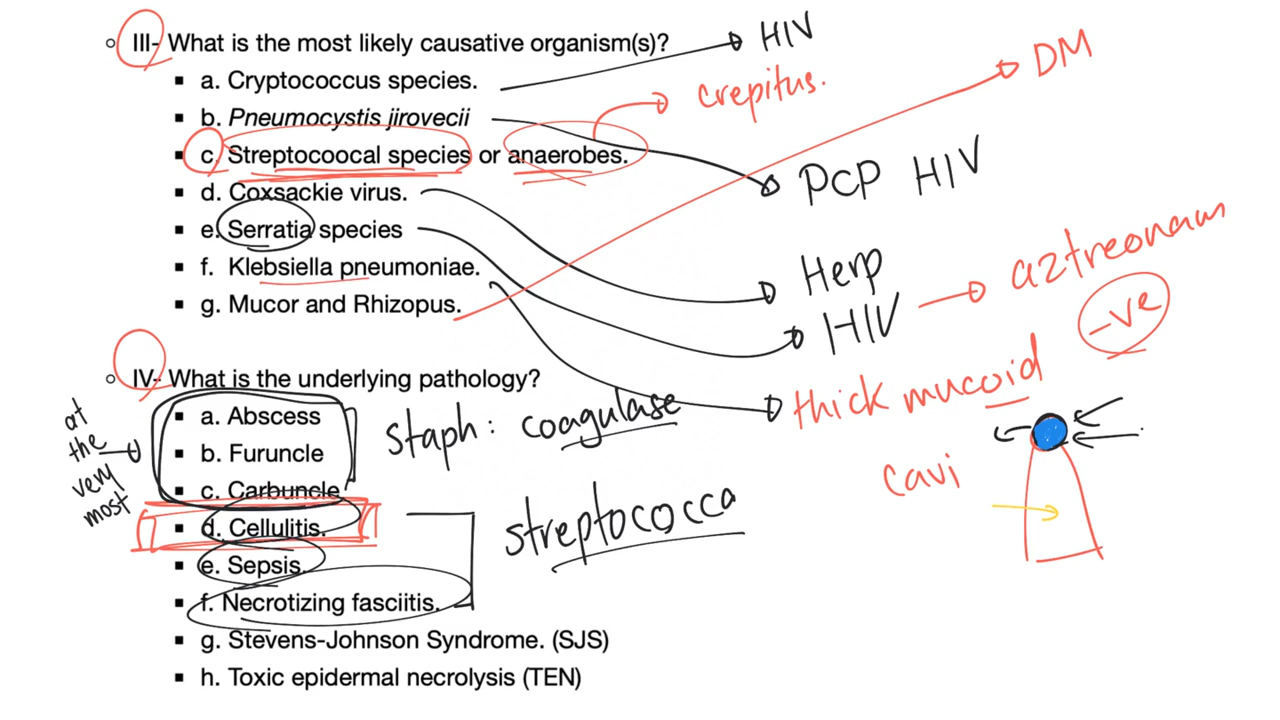 III- What is the most likely causative organism(s)? HIV
a. Cryptococcus species.
b. Pneumocystis jirovecii
c. Streptocoocal species or anaerobes.
d. Coxsackie virus.
e. Serratia species
f. Klebsiella pneumoniae.
g. Mucor and Rhizopus.
crepitus.
DM
PCP HIV
Herp
HIV
aztreonam
-ve
thick mucoid
IV- What is the underlying pathology?
a. Abscess
b. Furuncle
c. Carbuncle
d. Cellulitis.
e. Sepsis.
f. Necrotizing fasciitis.
g. Stevens-Johnson Syndrome. (SJS)
h. Toxic epidermal necrolysis (TEN)
at
the
very
most
staph: coagulase
streptococca
cavi